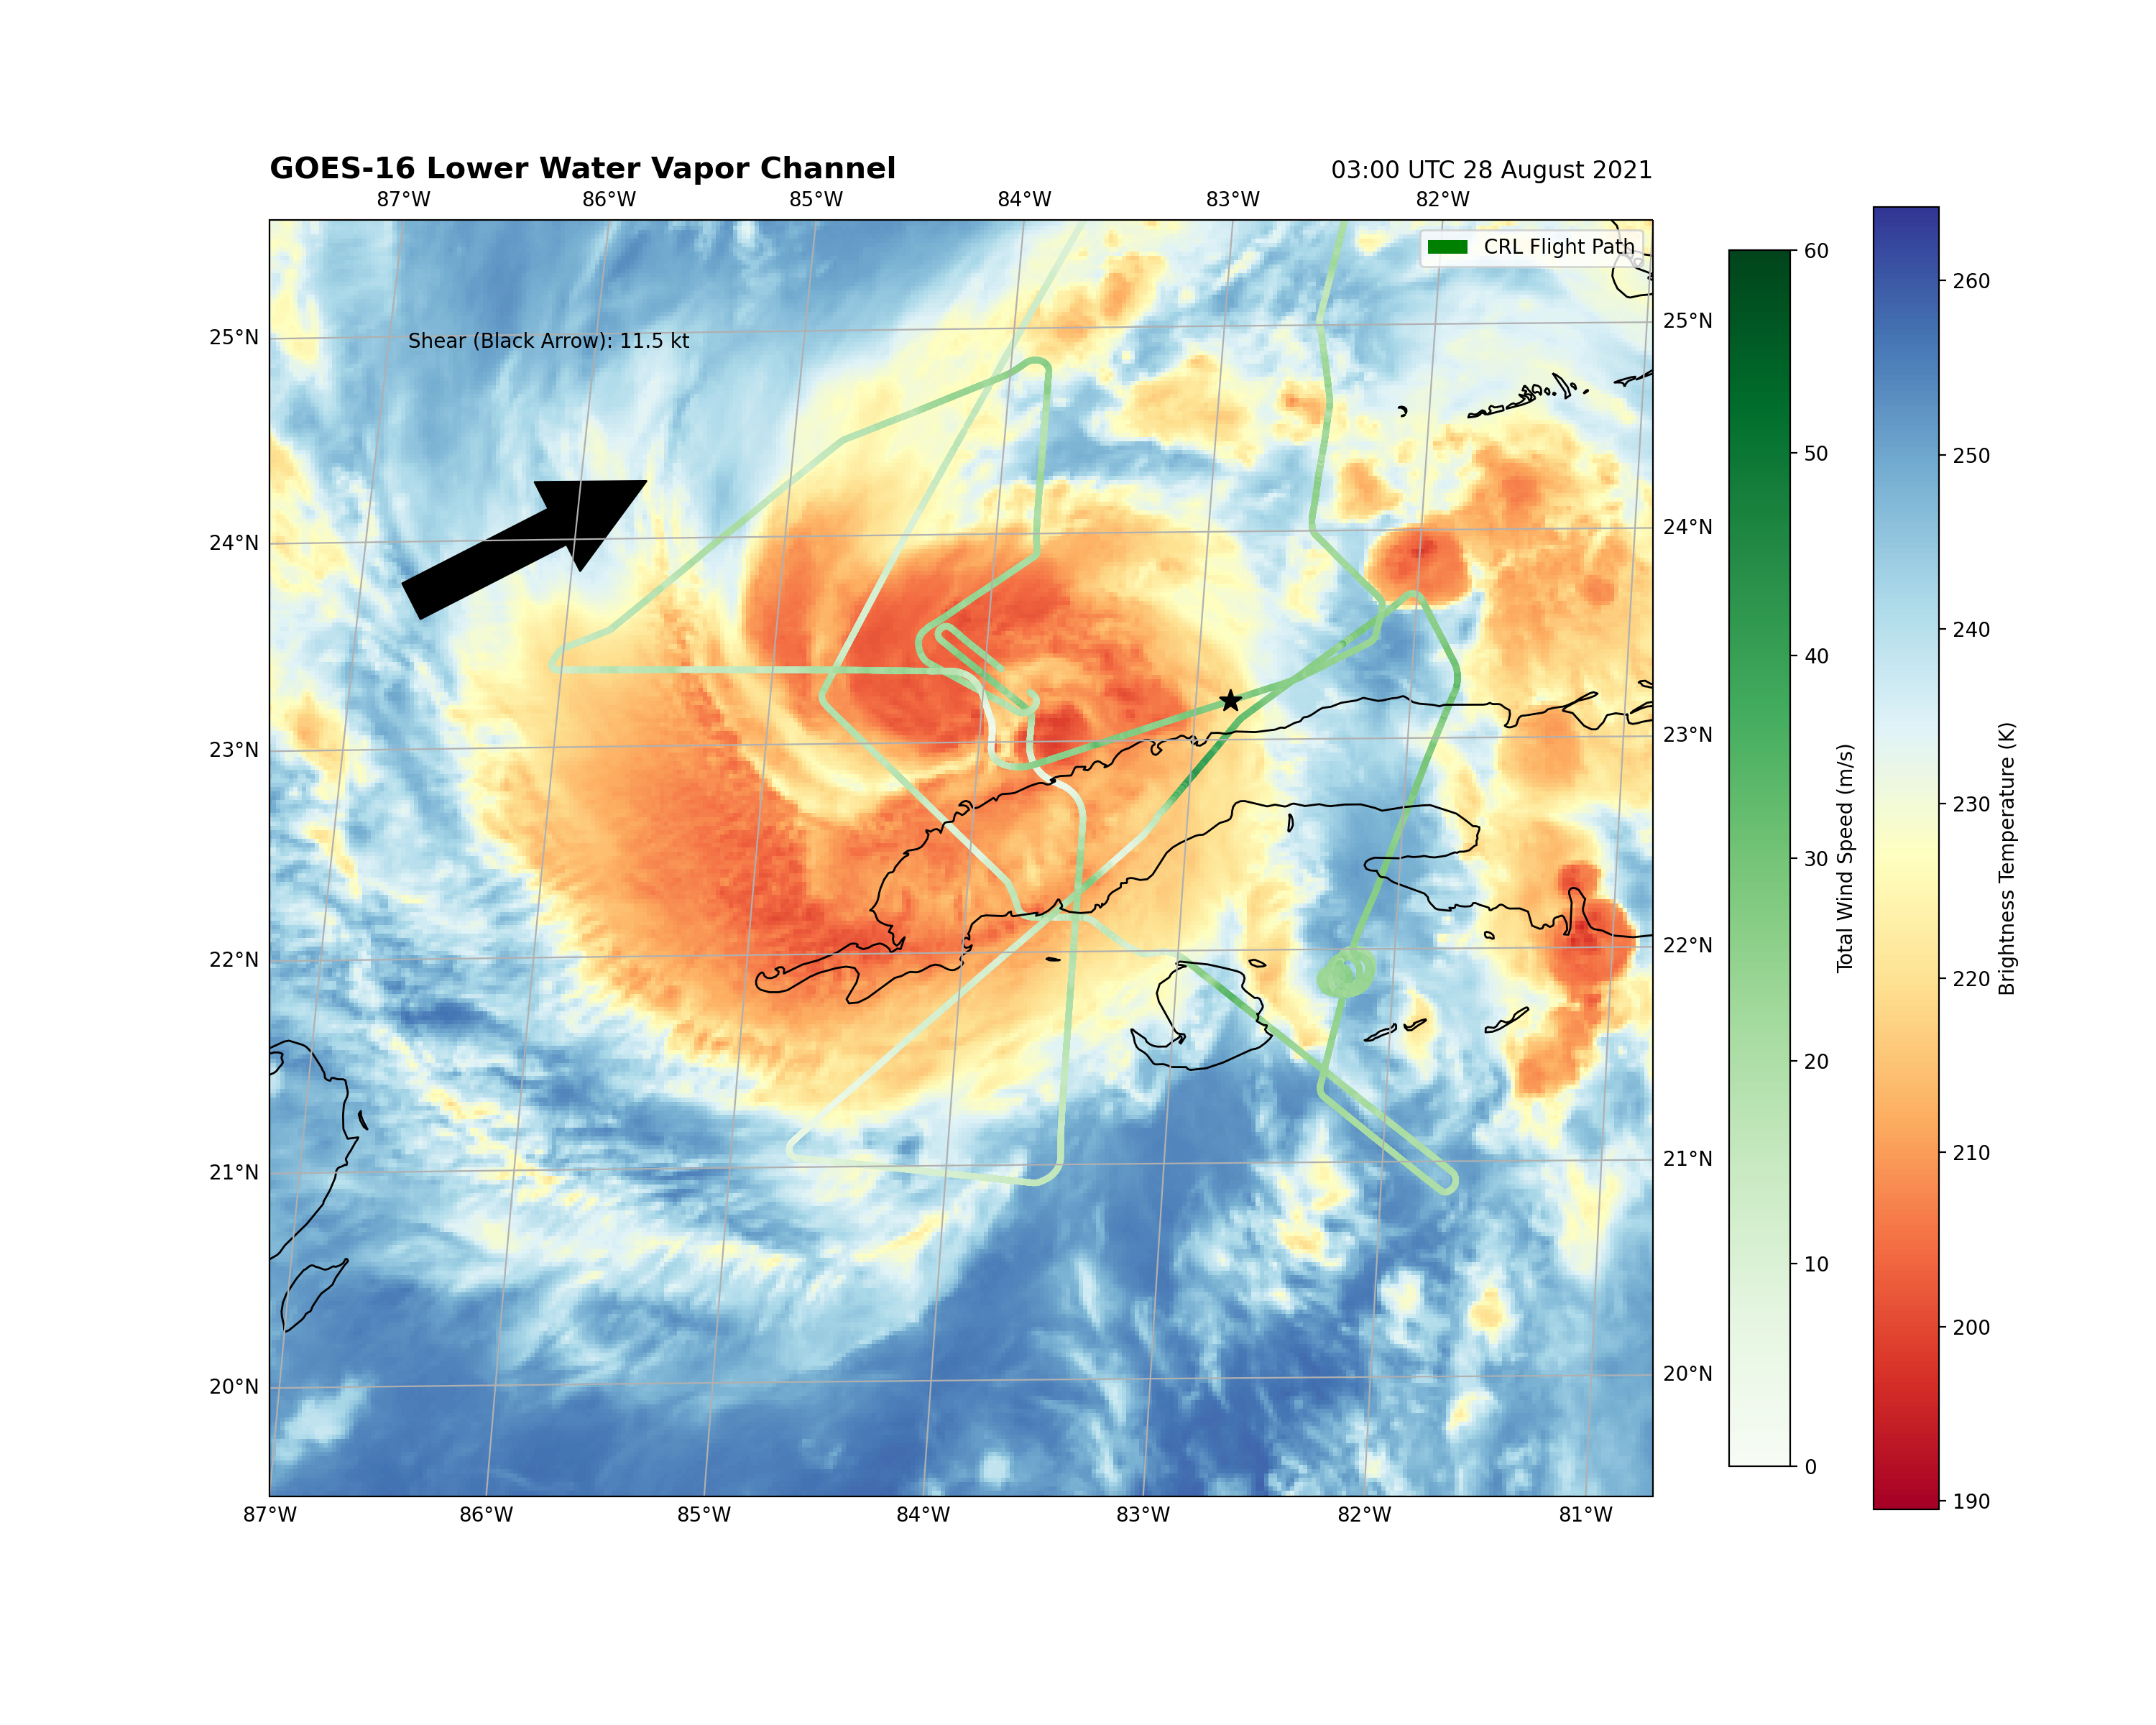 GOES-16 Lower Water Vapor Channel
03:00 UTC 28 August 2021
87°W 86°W 85°W 84°W 83°W 82°W
CRL Flight Path
Shear (Black Arrow): 11.5 kt
25°N
24°N
23°N
22°N
21°N
20°N
25°N
24°N
23°N
22°N
21°N
20°N
87°W 86°W 85°W 84°W 83°W 82°W 81°W
60
50
40
30
20
10
0
Total Wind Speed (m/s)
260
250
240
230
220
210
200
190
Brightness Temperature (K)